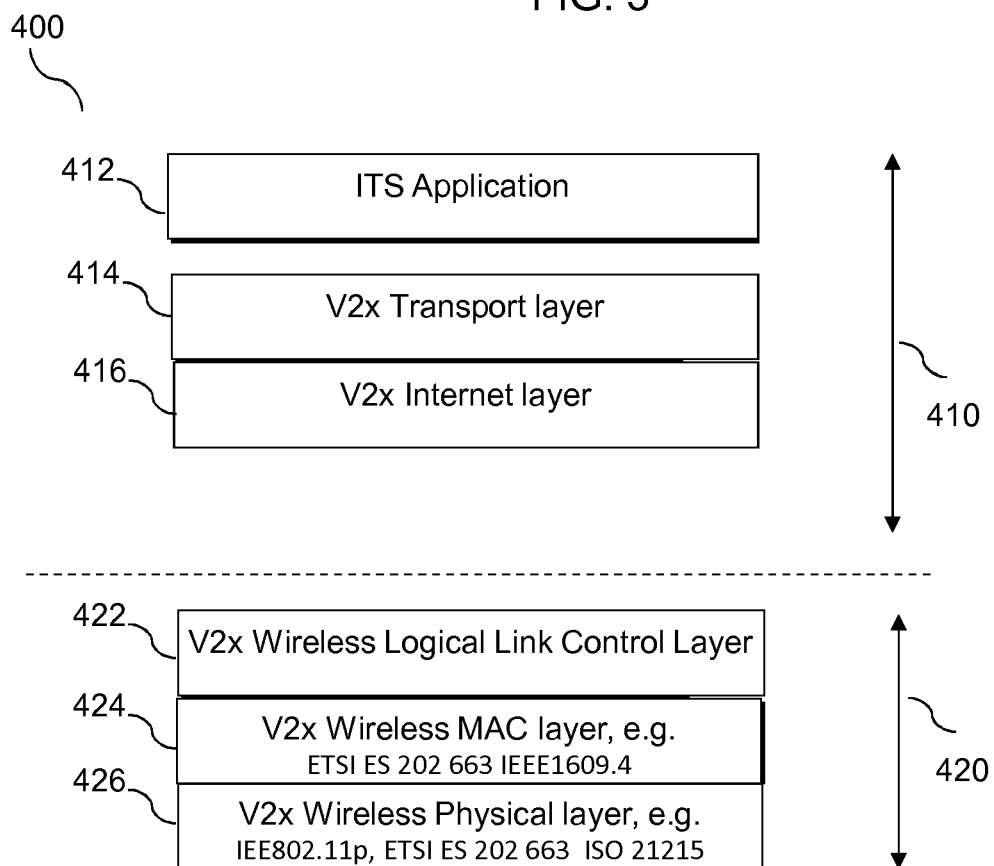 FIG.
400
412
ITS Application
414
V2x Transport layer
416
V2x Internet layer
410
422
V2x Wireless Logical Link Control Layer
424
V2x Wireless MAC layer, e.g.
ETSI ES 202 663 IEEE1609.4
420
426
V2x Wireless Physical layer, e.g.
IEE802.11p, ETSI ES 202 663 ISO 21215